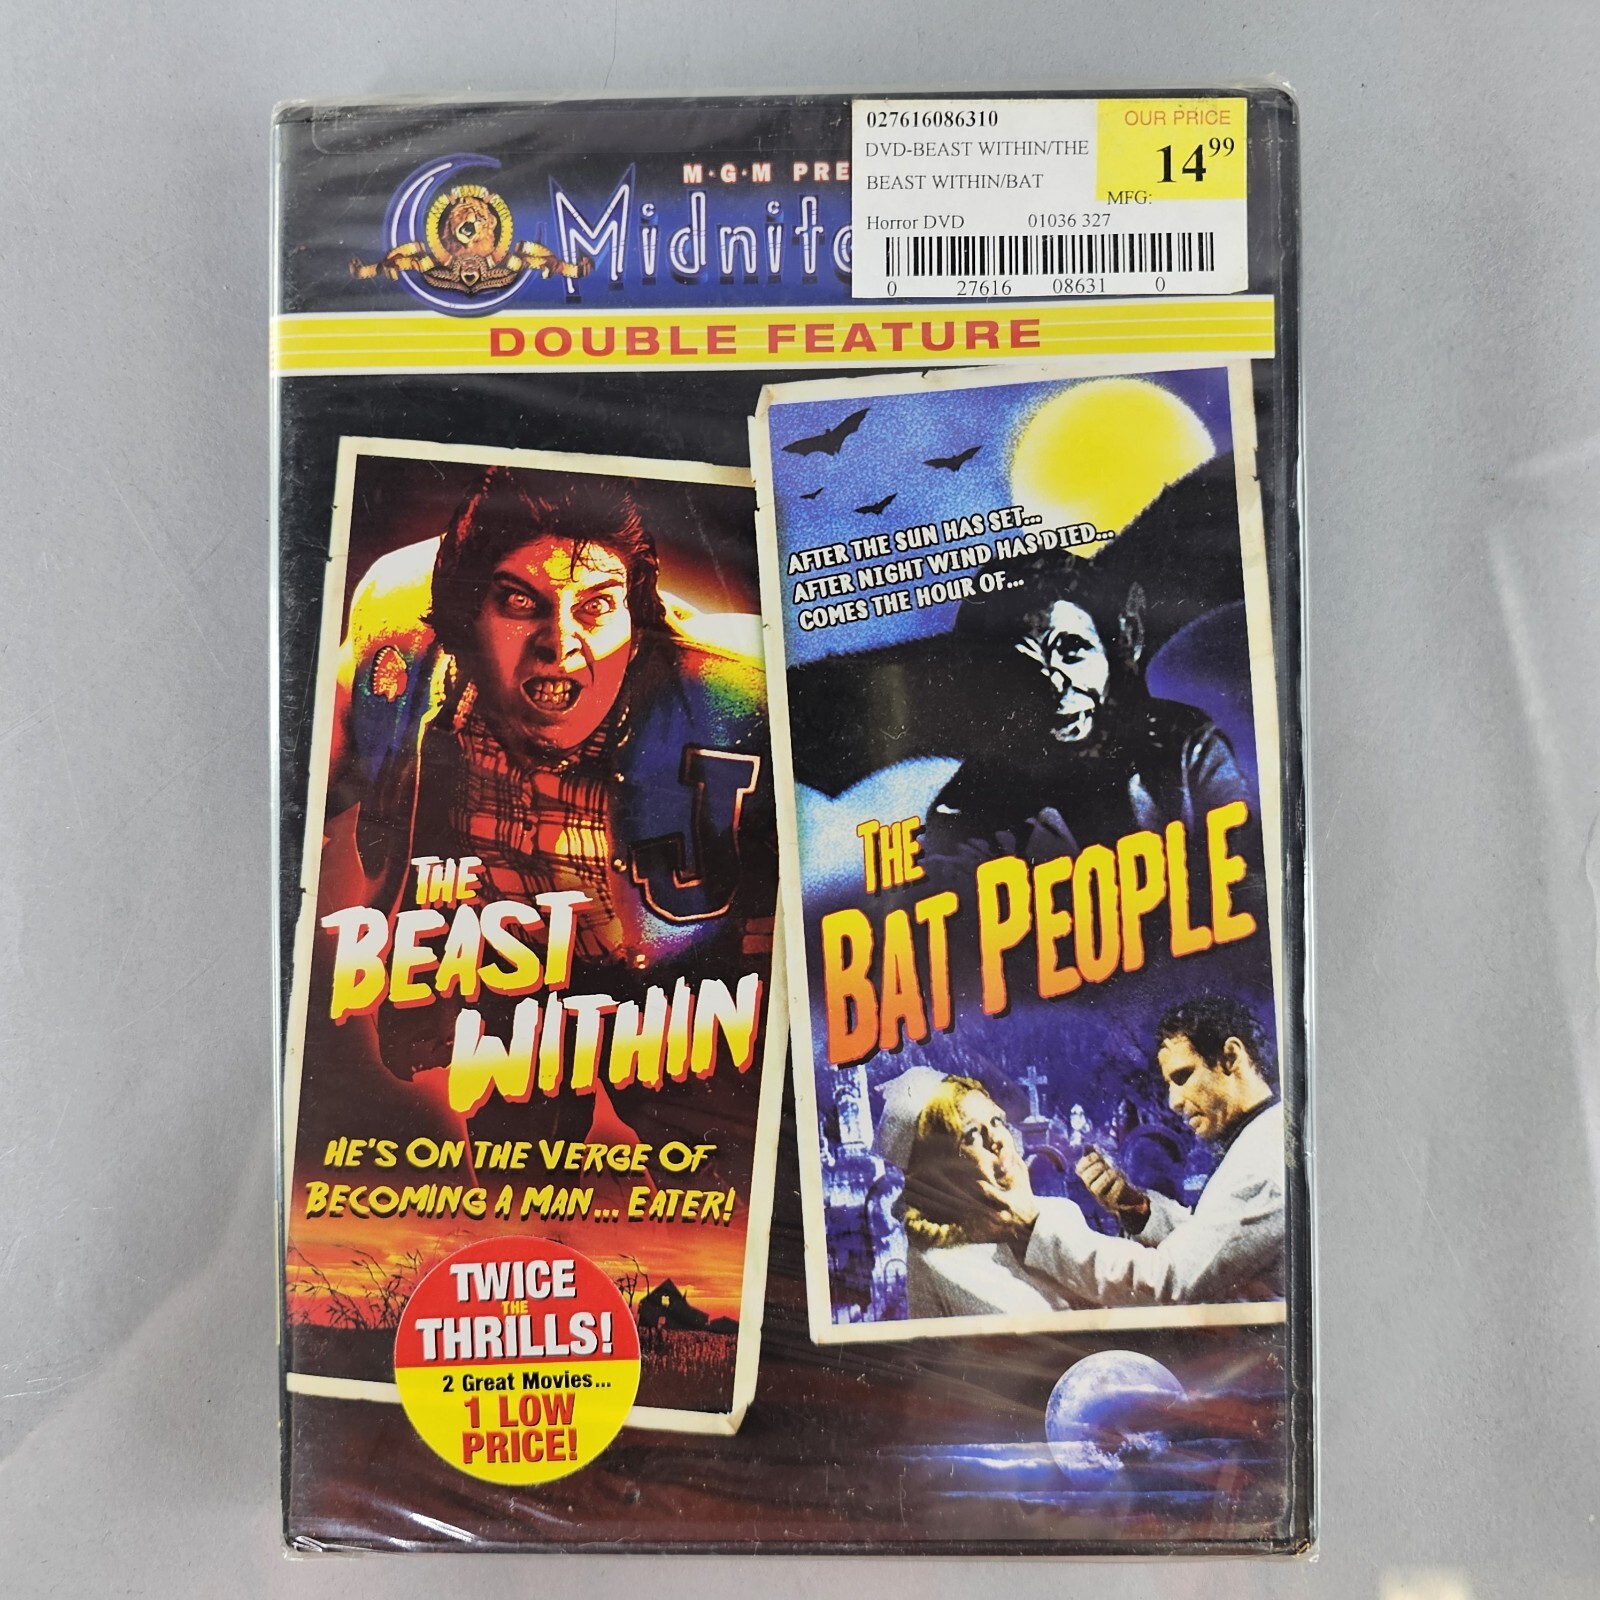 027616086310
OUR PRICE
DVD-BEAST WITHIN/THE
14.99
BEAST WITHIN/BAT
MFG:
Horror DVD 01036 327
0 27616 08631 0
M·G·M PRE
Midnit
DOUBLE FEATURE
AFTER THE SUN HAS SET...
AFTER NIGHT WIND HAS DIED...
COMES THE HOUR OF...
THE
BAT PEOPLE
J
THE
BEAST
WITHIN
HE'S ON THE VERGE OF
BECOMING A MAN... EATER!
TWICE
THE
THRILLS!
2 Great Movies...
1 LOW
PRICE!